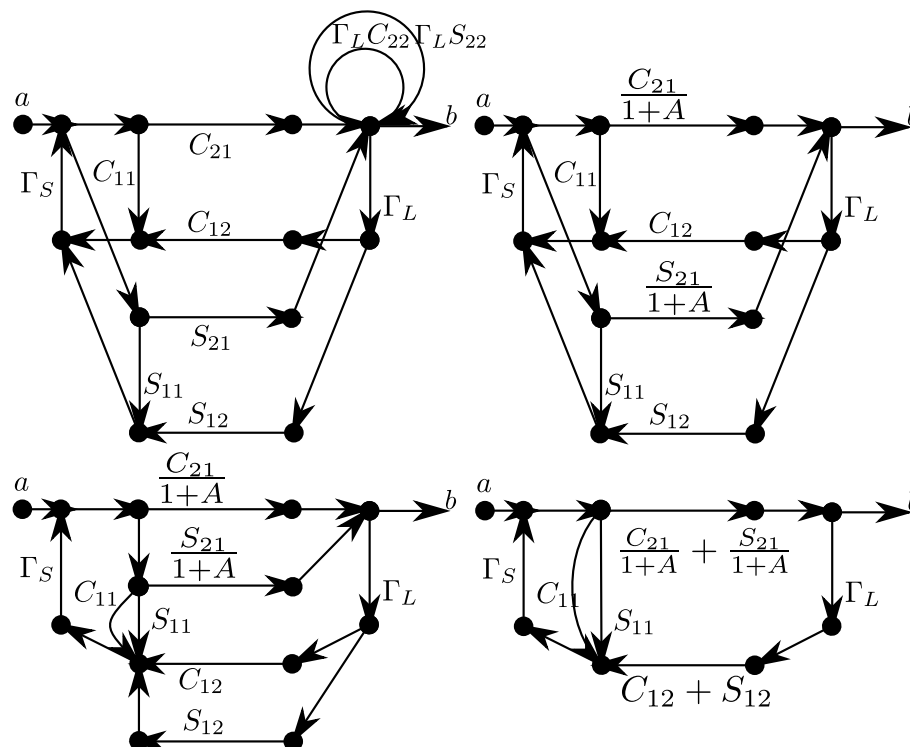 Γ_L C_22 Γ_L S_22
a
b
C_21
C_11
Γ_S
Γ_L
C_12
S_21
S_11
S_12
a
C_21/1+A
C_11
Γ_S
Γ_L
C_12
S_21/1+A
S_11
S_12
C_21/1+A
a
b
S_21/1+A
Γ_S
C_11
Γ_L
S_11
C_12
S_12
a
C_21/1+A + S_21/1+A
Γ_S
C_11
Γ_L
S_11
C_12 + S_12